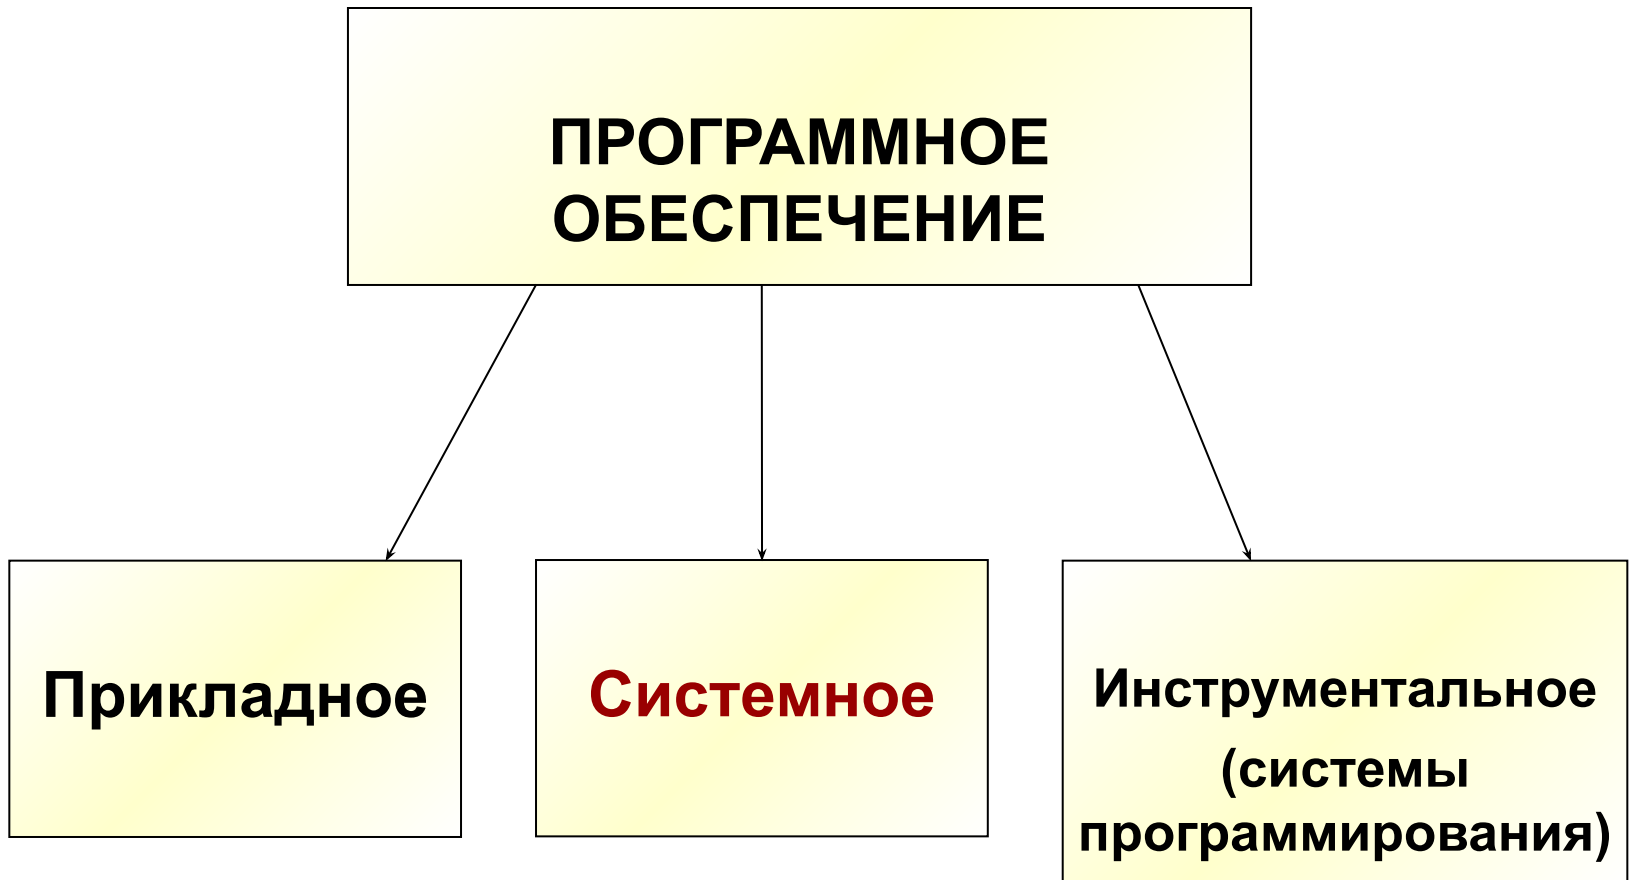 ПРОГРАММНОЕ
ОБЕСПЕЧЕНИЕ
Прикладное
Системное
Инструментальное
(системы
программирования)